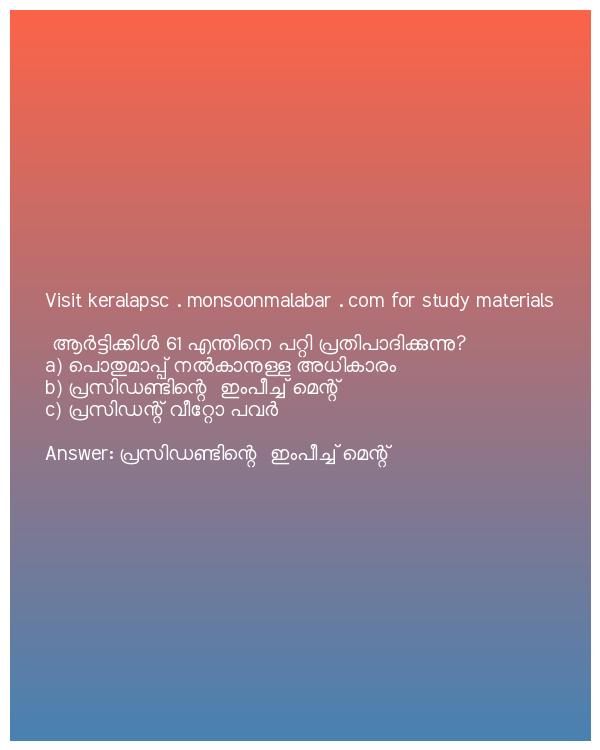 Visit keralapsc . monsoonmalabar . com for study materials
ആർട്ടിക്കിൾ 61 എന്തിനെ പറ്റി പ്രതിപാദിക്കുന്നു?
a) പൊതുമാപ്പ് നൽകാനുള്ള അധികാരം
b) പ്രസിഡണ്ടിന്റെ ഇംപീച്ച് മെന്റ്
c) പ്രസിഡന്റ് വീറ്റോ പവർ
Answer: പ്രസിഡണ്ടിന്റെ ഇംപീച്ച് മെന്റ്